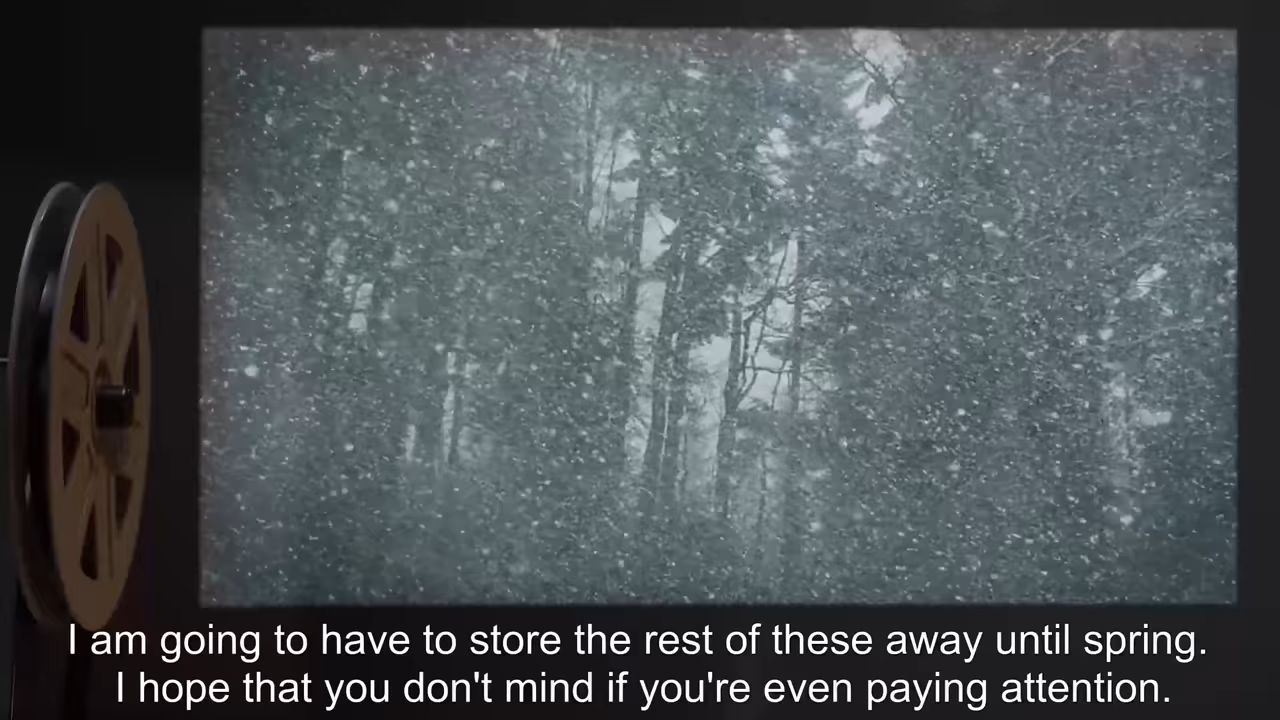 I am going to have to store the rest of these away until spring.
I hope that you don't mind if you're even paying attention.